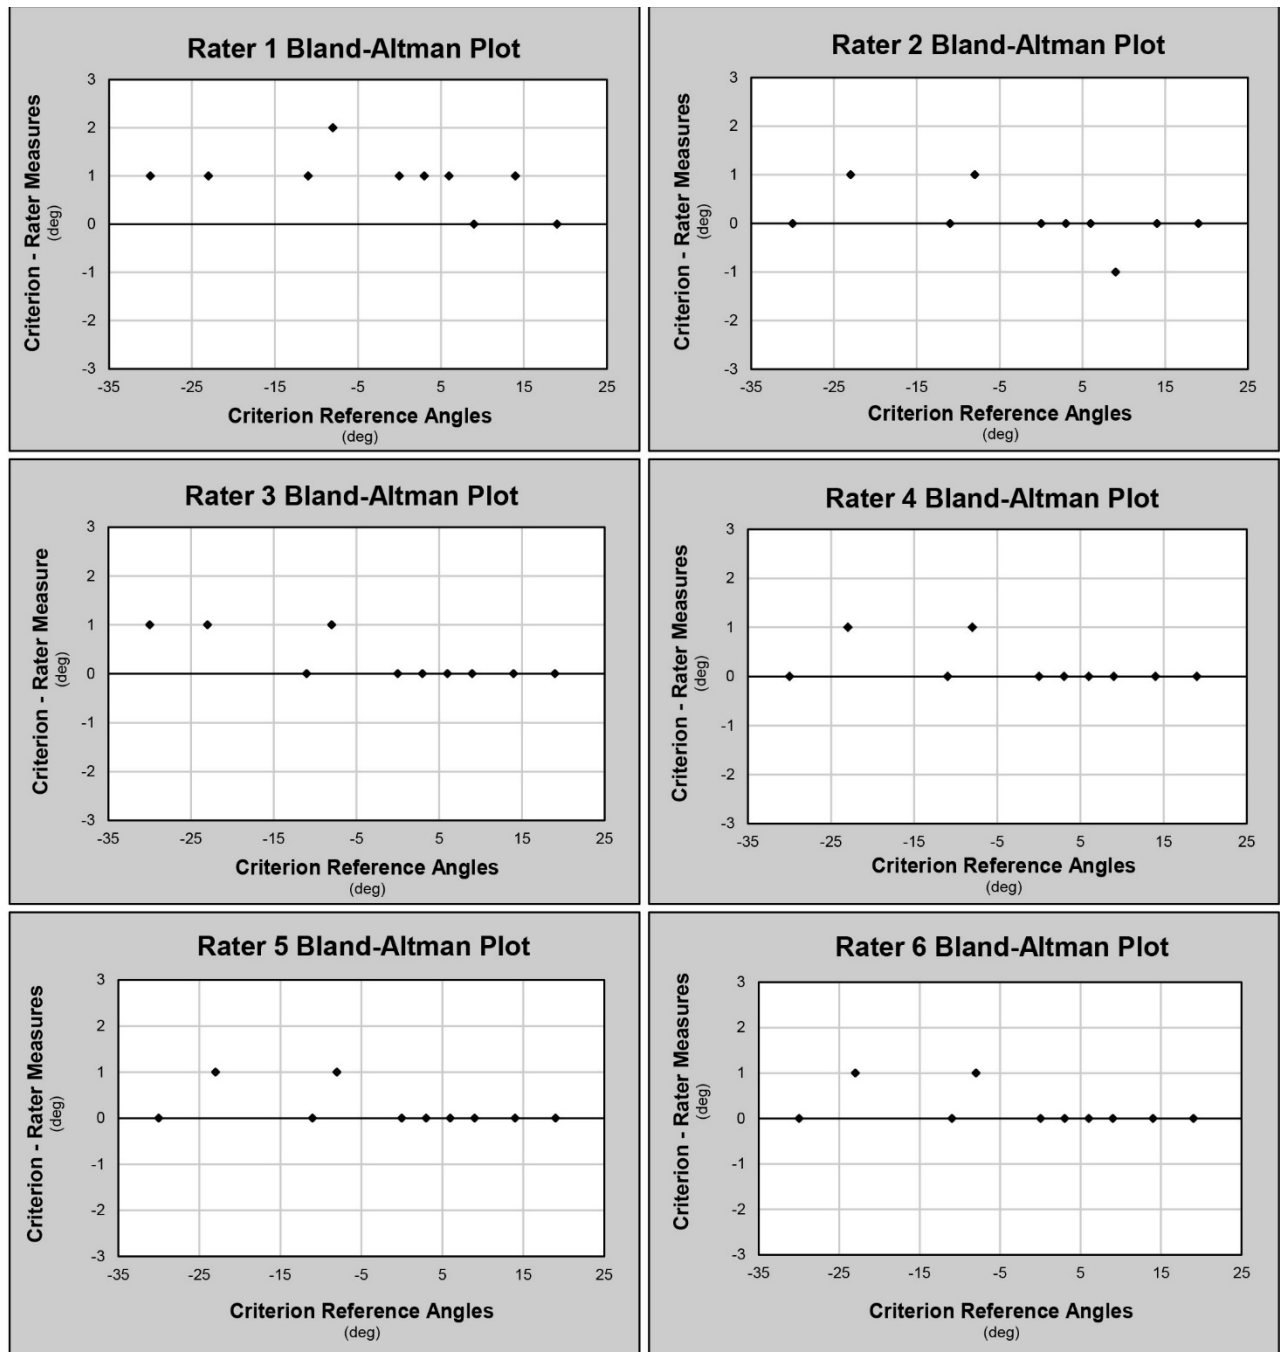 Rater 1 Bland-Altman Plot
Criterion - Rater Measures
(deg)
3
2
1
0
-1
-2
-3
-35 -25 -15 -5 5 15 25
Criterion Reference Angles
(deg)
Rater 2 Bland-Altman Plot
Criterion - Rater Measures
(deg)
3
2
1
0
-1
-2
-3
-35 -25 -15 -5 5 15 25
Criterion Reference Angles
(deg)
Rater 3 Bland-Altman Plot
Criterion - Rater Measure
(deg)
3
2
1
0
-1
-2
-3
-35 -25 -15 -5 5 15 25
Criterion Reference Angles
(deg)
Rater 4 Bland-Altman Plot
Criterion - Rater Measures
(deg)
3
2
1
0
-1
-2
-3
-35 -25 -15 -5 5 15 25
Criterion Reference Angles
(deg)
Rater 5 Bland-Altman Plot
Criterion - Rater Measures
(deg)
3
2
1
0
-1
-2
-3
-35 -25 -15 -5 5 15 25
Criterion Reference Angles
(deg)
Rater 6 Bland-Altman Plot
Criterion - Rater Measures
(deg)
3
2
1
0
-1
-2
-3
-35 -25 -15 -5 5 15 25
Criterion Reference Angles
(deg)